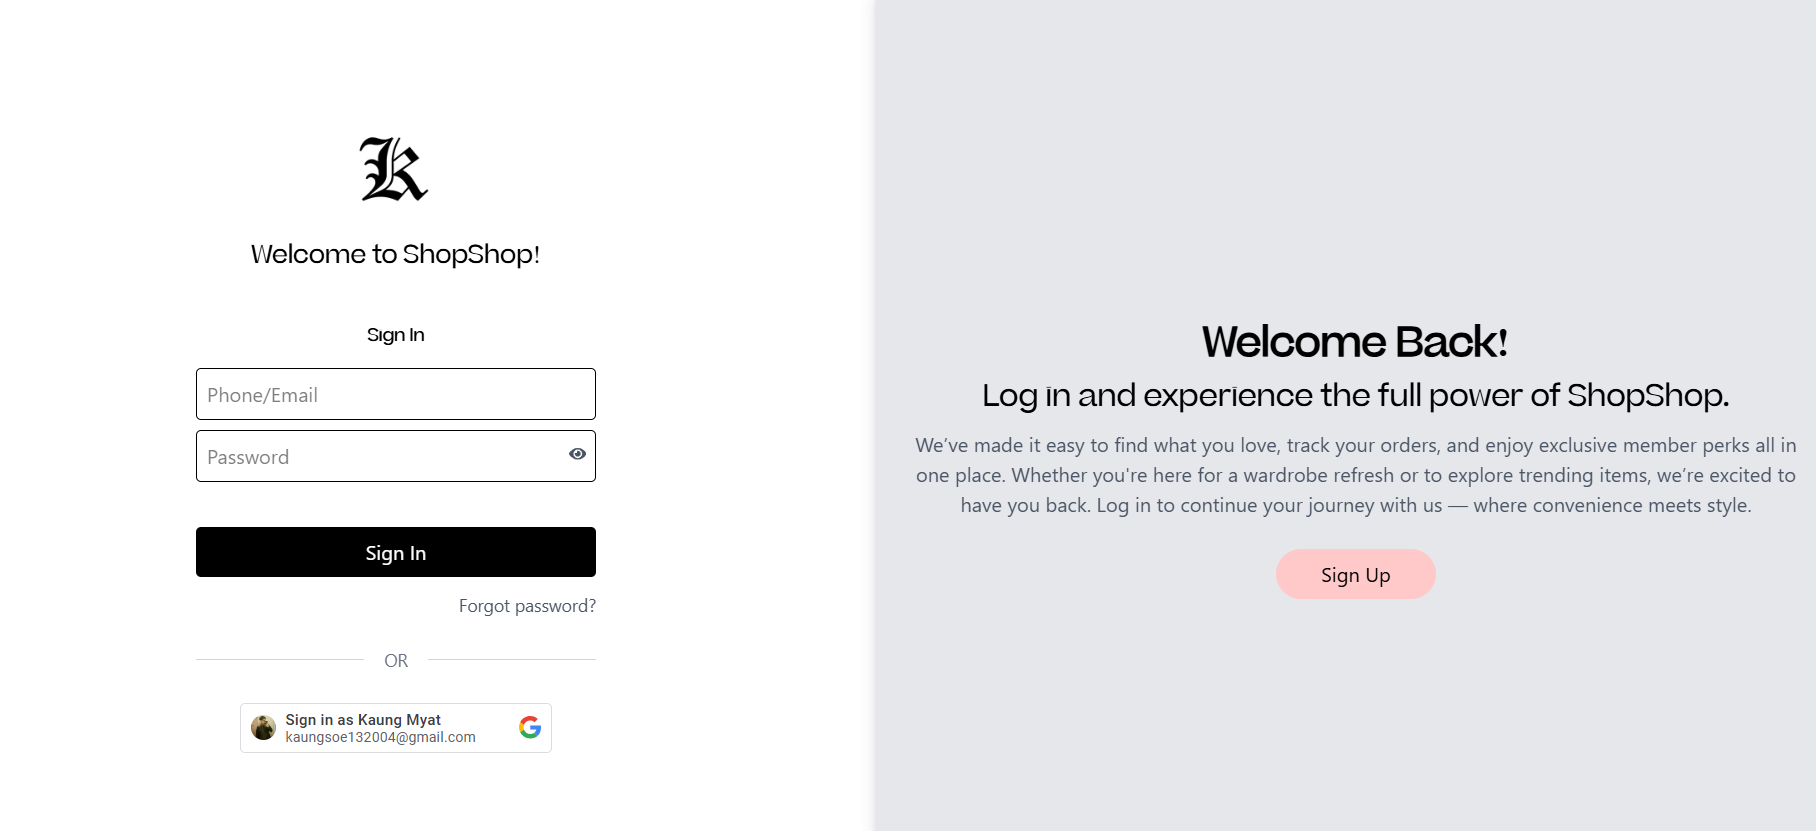 K
Welcome to ShopShop!
Sign In
Phone/Email
Password
Sign In
Forgot password?
OR
Sign in as Kaung Myat
kaungsoe132004@gmail.com
Welcome Back!
Log in and experience the full power of ShopShop.
We’ve made it easy to find what you love, track your orders, and enjoy exclusive member perks all in
one place. Whether you're here for a wardrobe refresh or to explore trending items, we’re excited to
have you back. Log in to continue your journey with us — where convenience meets style.
Sign Up